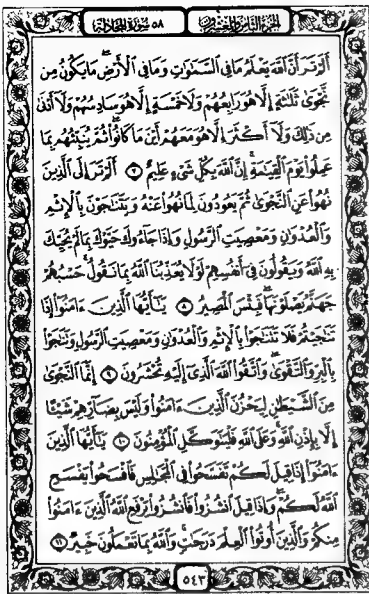 الجزء الثامن والعشرون ٥٨ سورة المجادلة
أَلَمْ تَرَ أَنَّ ٱللَّهَ يَعْلَمُ مَا فِى ٱلسَّمَٰوَٰتِ وَمَا فِى ٱلْأَرْضِ مَا يَكُونُ مِن
نَّجْوَىٰ ثَلَٰثَةٍ إِلَّا هُوَ رَابِعُهُمْ وَلَا خَمْسَةٍ إِلَّا هُوَ سَادِسُهُمْ وَلَآ أَدْنَىٰ
مِن ذَٰلِكَ وَلَآ أَكْثَرَ إِلَّا هُوَ مَعَهُمْ أَيْنَ مَا كَانُوا۟ ثُمَّ يُنَبِّئُهُم بِمَا
عَمِلُوا۟ يَوْمَ ٱلْقِيَٰمَةِ إِنَّ ٱللَّهَ بِكُلِّ شَىْءٍ عَلِيمٌ ٧ أَلَمْ تَرَ إِلَى ٱلَّذِينَ
نُهُوا۟ عَنِ ٱلنَّجْوَىٰ ثُمَّ يَعُودُونَ لِمَا نُهُوا۟ عَنْهُ وَيَتَنَٰجَوْنَ بِٱلْإِثْمِ
وَٱلْعُدْوَٰنِ وَمَعْصِيَتِ ٱلرَّسُولِ وَإِذَا جَآءُوكَ حَيَّوْكَ بِمَا لَمْ يُحَيِّكَ
بِهِ ٱللَّهُ وَيَقُولُونَ فِىٓ أَنفُسِهِمْ لَوْلَا يُعَذِّبُنَا ٱللَّهُ بِمَا نَقُولُ حَسْبُهُمْ
جَهَنَّمُ يَصْلَوْنَهَا فَبِئْسَ ٱلْمَصِيرُ ٨ يَٰٓأَيُّهَا ٱلَّذِينَ ءَامَنُوٓا۟ إِذَا
تَنَٰجَيْتُمْ فَلَا تَتَنَٰجَوْا۟ بِٱلْإِثْمِ وَٱلْعُدْوَٰنِ وَمَعْصِيَتِ ٱلرَّسُولِ وَتَنَٰجَوْا۟
بِٱلْبِرِّ وَٱلتَّقْوَىٰ وَٱتَّقُوا۟ ٱللَّهَ ٱلَّذِىٓ إِلَيْهِ تُحْشَرُونَ ٩ إِنَّمَا ٱلنَّجْوَىٰ
مِنَ ٱلشَّيْطَٰنِ لِيَحْزُنَ ٱلَّذِينَ ءَامَنُوا۟ وَلَيْسَ بِضَآرِّهِمْ شَيْـًٔا
إِلَّا بِإِذْنِ ٱللَّهِ وَعَلَى ٱللَّهِ فَلْيَتَوَكَّلِ ٱلْمُؤْمِنُونَ ١٠ يَٰٓأَيُّهَا ٱلَّذِينَ
ءَامَنُوٓا۟ إِذَا قِيلَ لَكُمْ تَفَسَّحُوا۟ فِى ٱلْمَجَٰلِسِ فَٱفْسَحُوا۟ يَفْسَحِ
ٱللَّهُ لَكُمْ وَإِذَا قِيلَ ٱنشُزُوا۟ فَٱنشُزُوا۟ يَرْفَعِ ٱللَّهُ ٱلَّذِينَ ءَامَنُوا۟
مِنكُمْ وَٱلَّذِينَ أُوتُوا۟ ٱلْعِلْمَ دَرَجَٰتٍ وَٱللَّهُ بِمَا تَعْمَلُونَ خَبِيرٌ ١١
٥٤٣